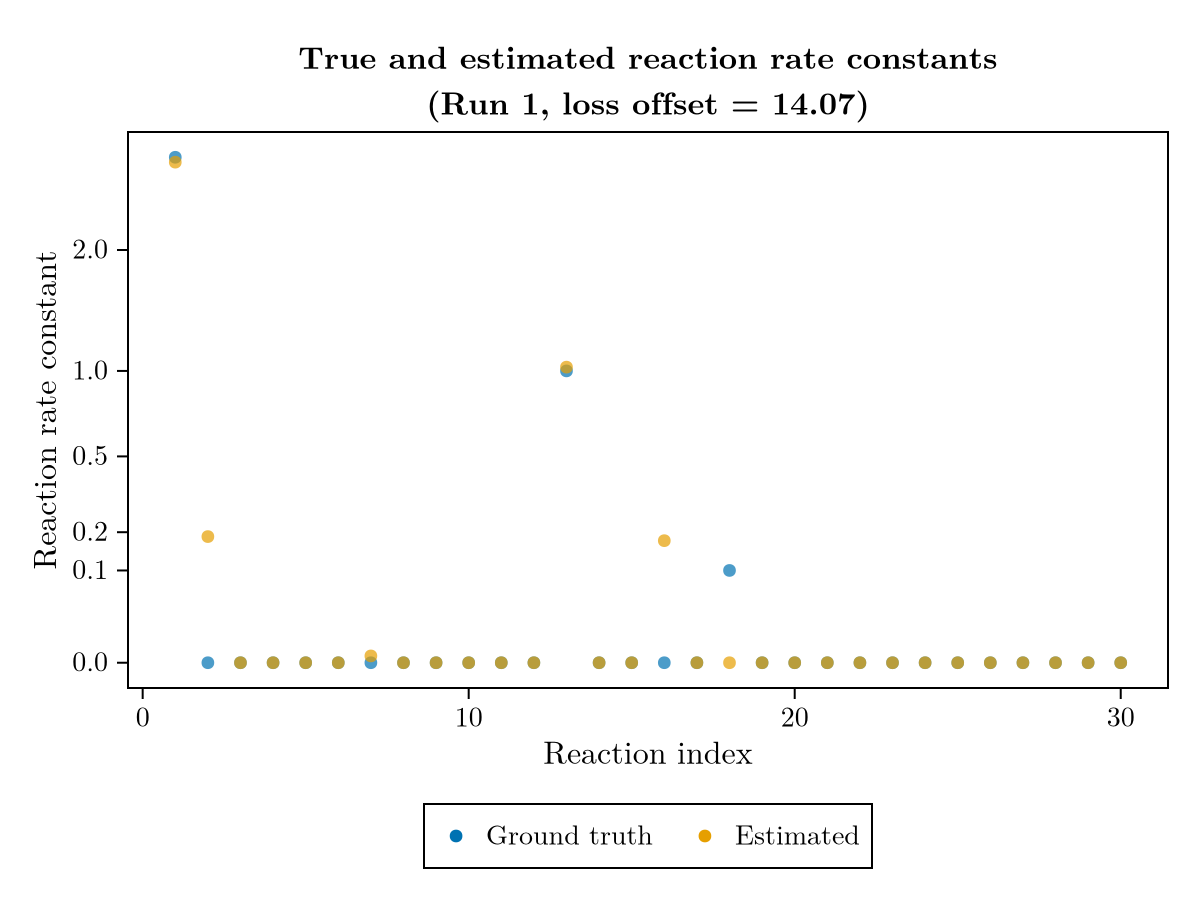 True and estimated reaction rate constants
(Run 1, loss offset = 14.07)
Reaction rate constant
2.0
1.0
0.5
0.2
0.1
0.0
0 10 20 30
Reaction index
Ground truth Estimated